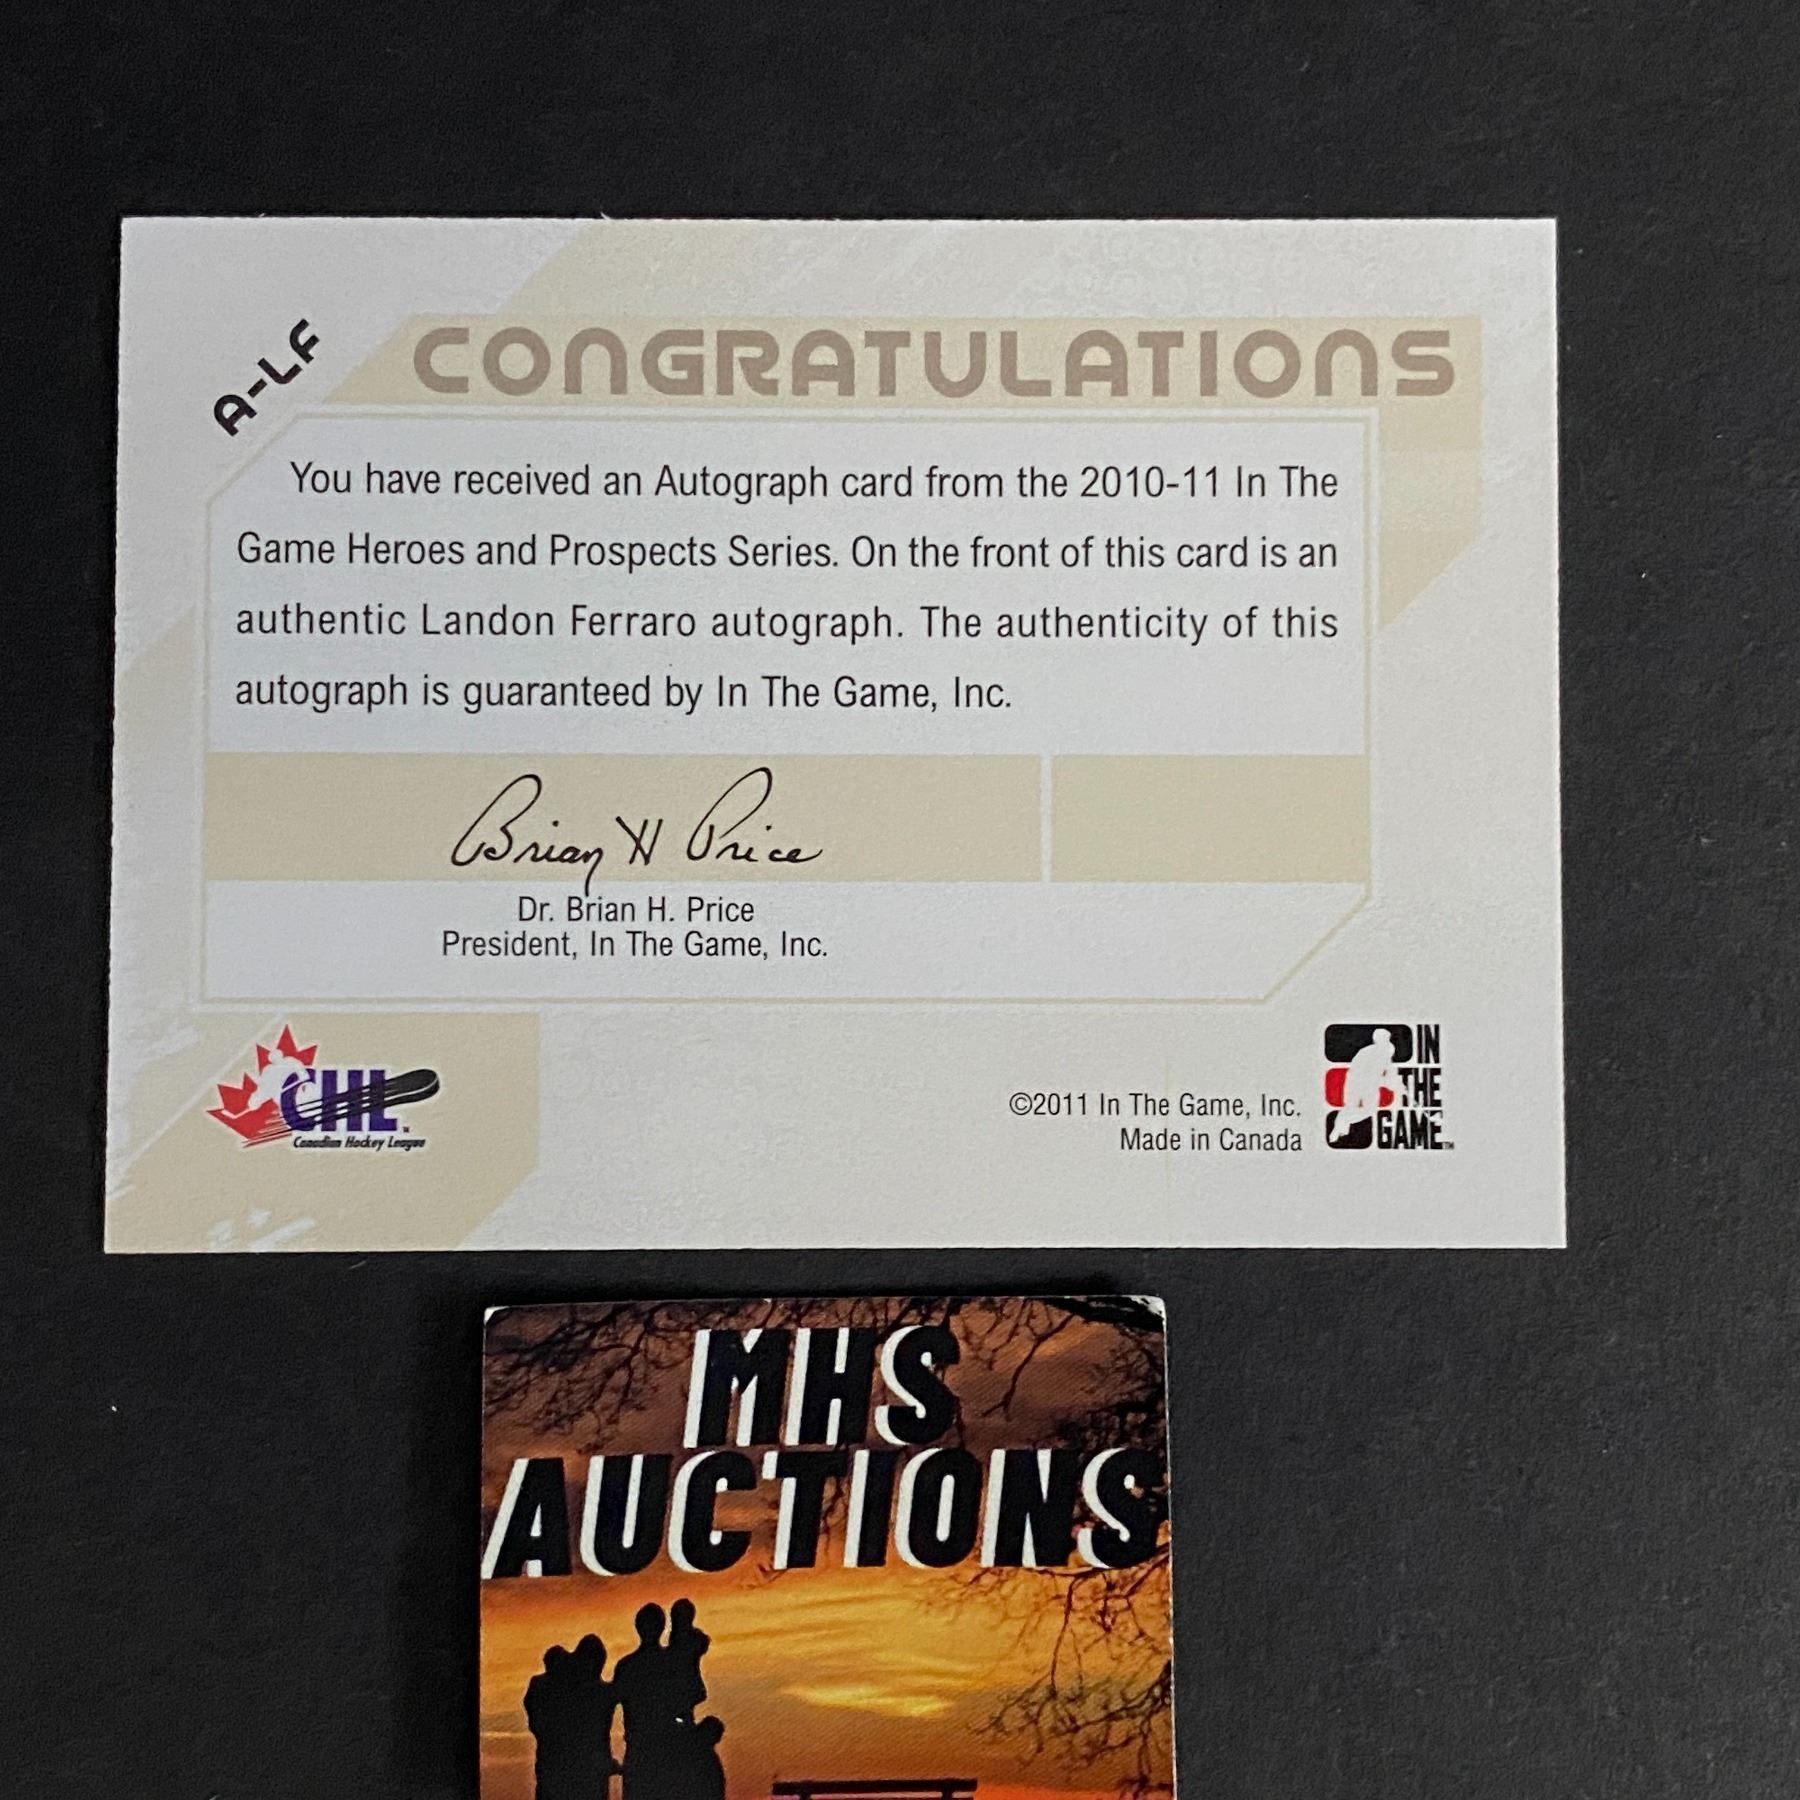 A-LF
CONGRATULATIONS
You have received an Autograph card from the 2010-11 In The
Game Heroes and Prospects Series. On the front of this card is an
authentic Landon Ferraro autograph. The authenticity of this
autograph is guaranteed by In The Game, Inc.
Brian H Price
Dr. Brian H. Price
President, In The Game, Inc.
CHL
Canadian Hockey League
©2011 In The Game, Inc.
Made in Canada
IN
THE
GAME™
MHS
AUCTIONS